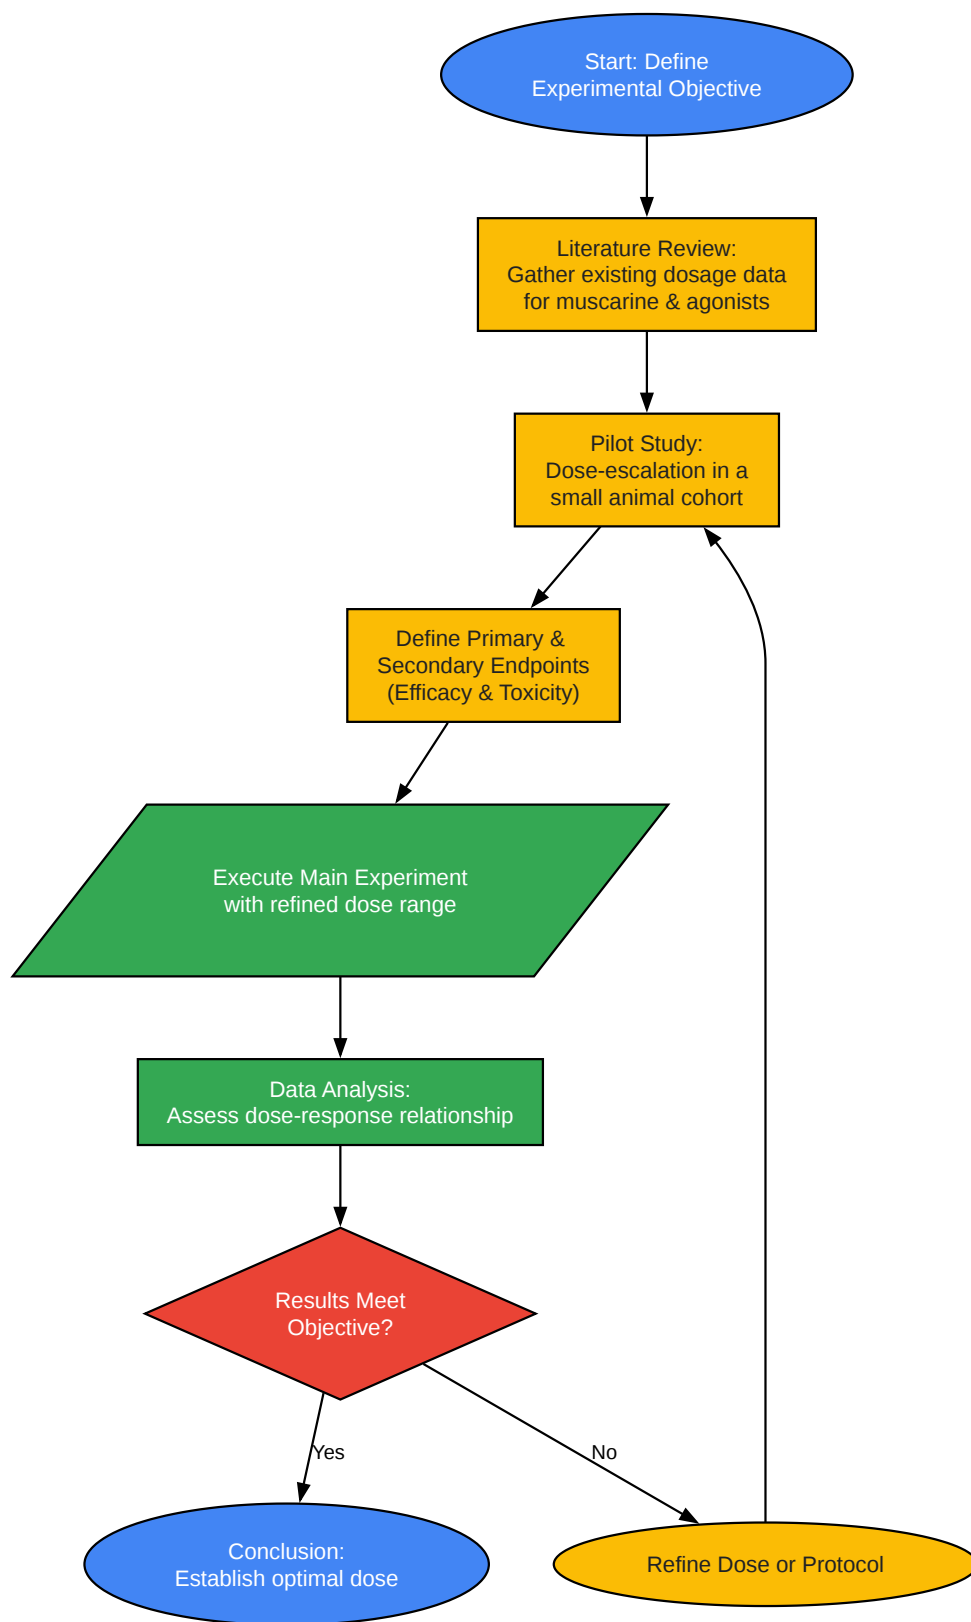 Start: Define
Experimental Objective
Literature Review:
Gather existing dosage data
for muscarine & agonists
Pilot Study:
Dose-escalation in a
small animal cohort
Define Primary &
Secondary Endpoints
(Efficacy & Toxicity)
Execute Main Experiment
with refined dose range
Data Analysis:
Assess dose-response relationship
Results Meet
Objective?
Yes
No
Conclusion:
Establish optimal dose
Refine Dose or Protocol